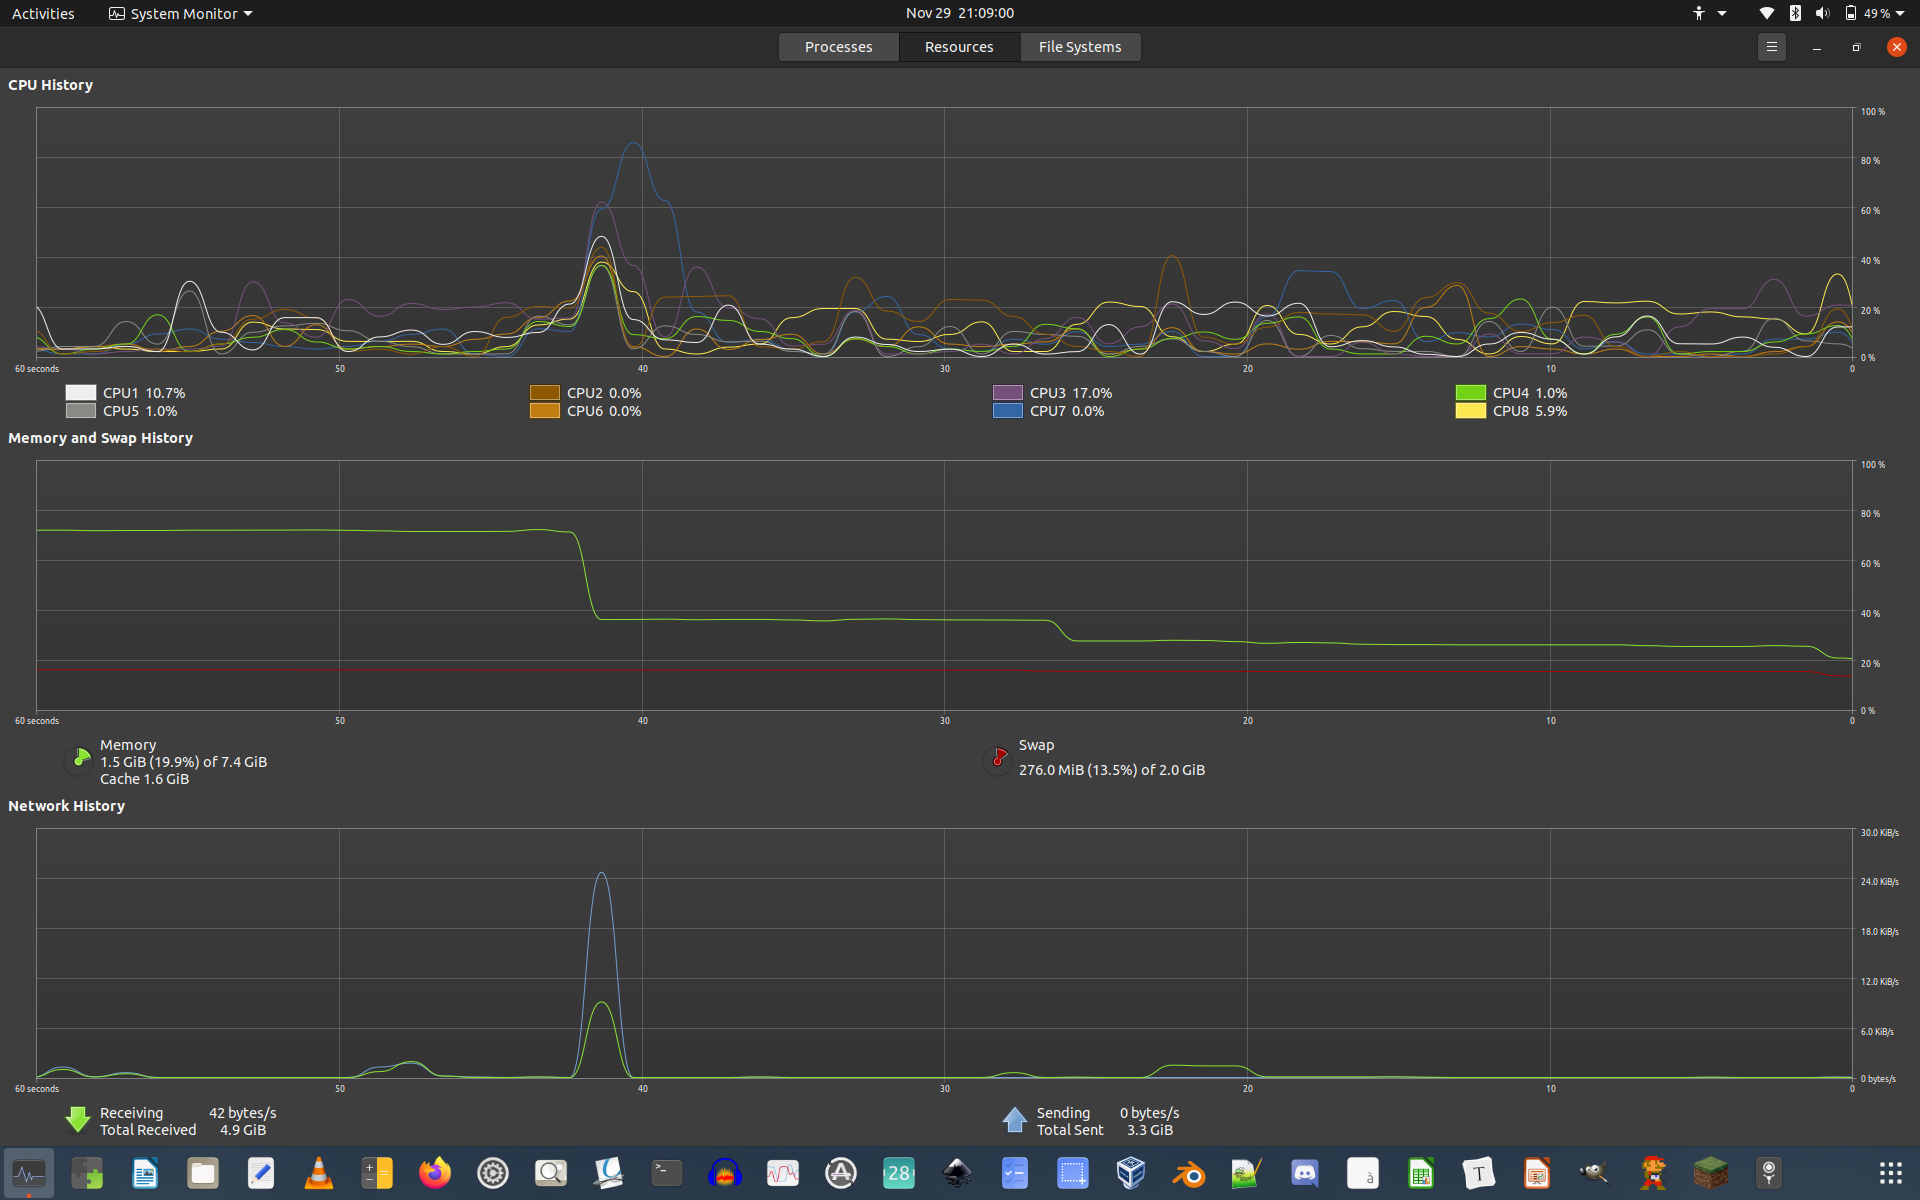 Activities
System Monitor
Nov 29 21:09:00
49 %
Processes
Resources
File Systems
CPU History
100 %
80 %
60 %
40 %
20 %
0 %
60 seconds 50 40 30 20 10 0
CPU1 10.7% CPU2 0.0% CPU3 17.0% CPU4 1.0%
CPU5 1.0% CPU6 0.0% CPU7 0.0% CPU8 5.9%
Memory and Swap History
100 %
80 %
60 %
40 %
20 %
0 %
60 seconds 50 40 30 20 10 0
Memory
1.5 GiB (19.9%) of 7.4 GiB
Cache 1.6 GiB
Swap
276.0 MiB (13.5%) of 2.0 GiB
Network History
30.0 KiB/s
24.0 KiB/s
18.0 KiB/s
12.0 KiB/s
6.0 KiB/s
0 bytes/s
60 seconds 50 40 30 20 10 0
Receiving 42 bytes/s
Total Received 4.9 GiB
Sending 0 bytes/s
Total Sent 3.3 GiB
28
à
T